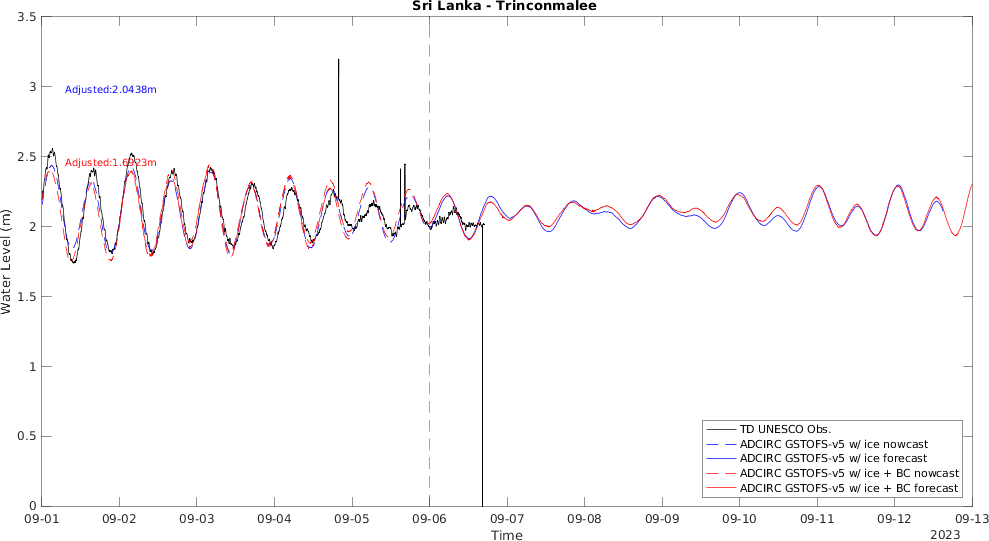 Sri Lanka - Trinconmalee
Water Level (m)
3.5
3
2.5
2
1.5
1
0.5
0
Adjusted:2.0438m
Adjusted:1.6923m
TD UNESCO Obs.
ADCIRC GSTOFS-v5 w/ ice nowcast
ADCIRC GSTOFS-v5 w/ ice forecast
ADCIRC GSTOFS-v5 w/ ice + BC nowcast
ADCIRC GSTOFS-v5 w/ ice + BC forecast
09-01 09-02 09-03 09-04 09-05 09-06 09-07 09-08 09-09 09-10 09-11 09-12 09-13
Time
2023